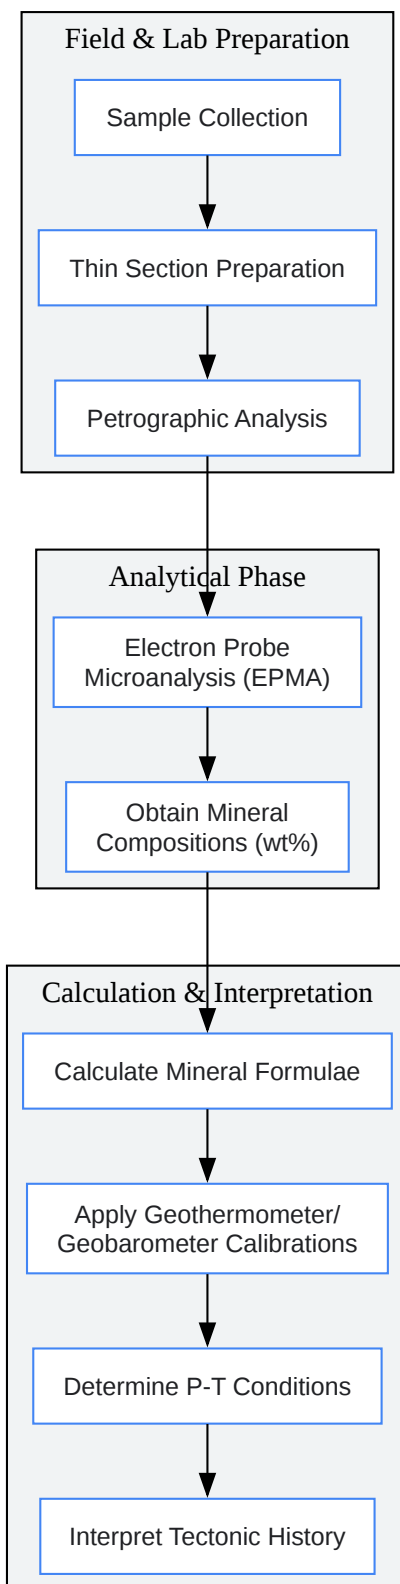 Field & Lab Preparation
Sample Collection
Thin Section Preparation
Petrographic Analysis
Analytical Phase
Electron Probe
Microanalysis (EPMA)
Obtain Mineral
Compositions (wt%)
Calculation & Interpretation
Calculate Mineral Formulae
Apply Geothermometer/
Geobarometer Calibrations
Determine P-T Conditions
Interpret Tectonic History